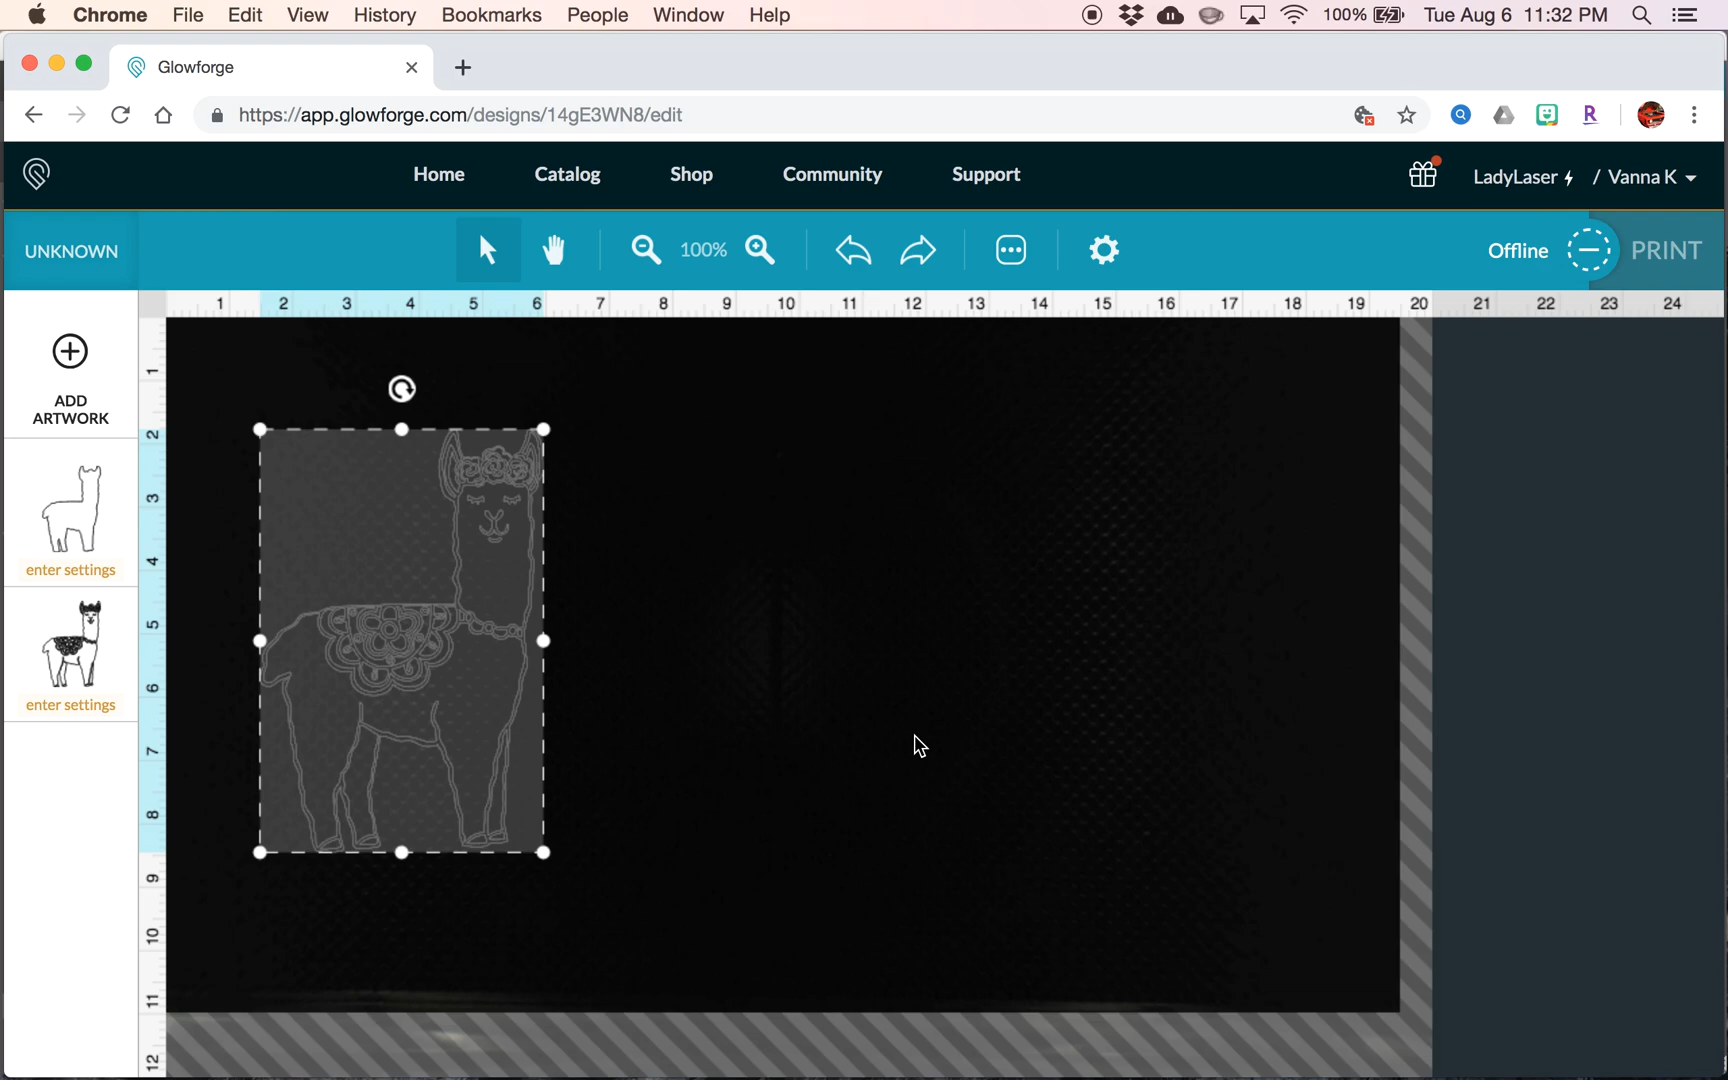 Chrome File Edit View History Bookmarks People Window Help 100% Tue Aug 6 11:32 PM
Glowforge
https://app.glowforge.com/designs/14gE3WN8/edit R
Home Catalog Shop Community Support LadyLaser / Vanna K
UNKNOWN 100% Offline PRINT
1 2 3 4 5 6 7 8 9 10 11 12 13 14 15 16 17 18 19 20 21 22 23 24
ADD
ARTWORK
enter settings
enter settings
1
2
3
4
5
6
7
8
9
10
11
12